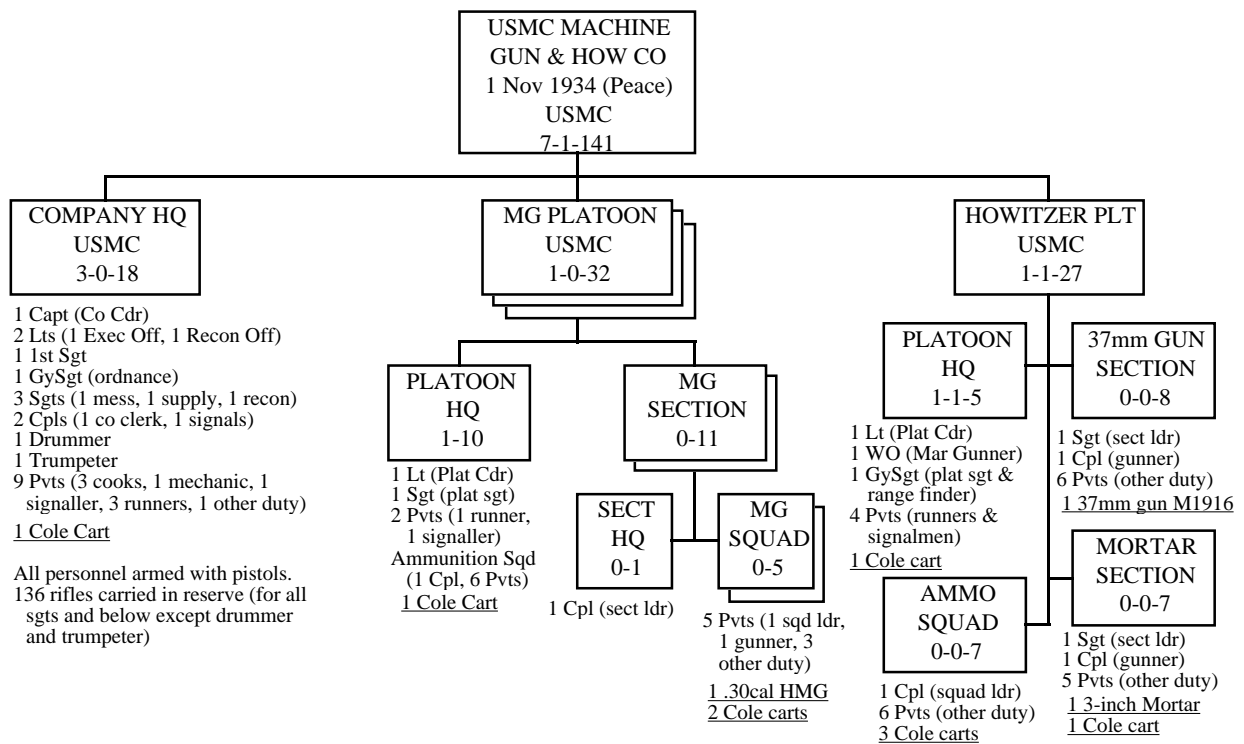 USMC MACHINE
GUN & HOW CO
1 Nov 1934 (Peace)
USMC
7-1-141
COMPANY HQ
USMC
3-0-18
1 Capt (Co Cdr)
2 Lts (1 Exec Off, 1 Recon Off)
1 1st Sgt
1 GySgt (ordnance)
3 Sgts (1 mess, 1 supply, 1 recon)
2 Cpls (1 co clerk, 1 signals)
1 Drummer
1 Trumpeter
9 Pvts (3 cooks, 1 mechanic, 1
signaller, 3 runners, 1 other duty)
1 Cole Cart
All personnel armed with pistols.
136 rifles carried in reserve (for all
sgts and below except drummer
and trumpeter)
MG PLATOON
USMC
1-0-32
PLATOON
HQ
1-10
1 Lt (Plat Cdr)
1 Sgt (plat sgt)
2 Pvts (1 runner,
1 signaller)
Ammunition Sqd
(1 Cpl, 6 Pvts)
1 Cole Cart
MG
SECTION
0-11
SECT
HQ
0-1
1 Cpl (sect ldr)
MG
SQUAD
0-5
5 Pvts (1 sqd ldr,
1 gunner, 3
other duty)
1 .30cal HMG
2 Cole carts
HOWITZER PLT
USMC
1-1-27
PLATOON
HQ
1-1-5
1 Lt (Plat Cdr)
1 WO (Mar Gunner)
1 GySgt (plat sgt &
range finder)
4 Pvts (runners &
signalmen)
1 Cole cart
37mm GUN
SECTION
0-0-8
1 Sgt (sect ldr)
1 Cpl (gunner)
6 Pvts (other duty)
1 37mm gun M1916
AMMO
SQUAD
0-0-7
1 Cpl (squad ldr)
6 Pvts (other duty)
3 Cole carts
MORTAR
SECTION
0-0-7
1 Sgt (sect ldr)
1 Cpl (gunner)
5 Pvts (other duty)
1 3-inch Mortar
1 Cole cart